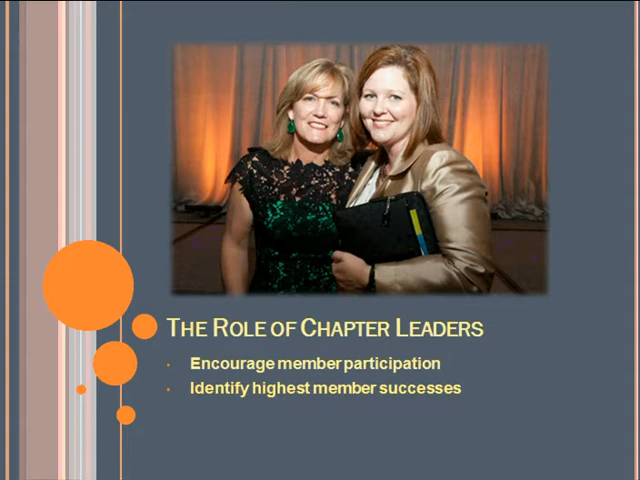 THE ROLE OF CHAPTER LEADERS
Encourage member participation
Identify highest member successes